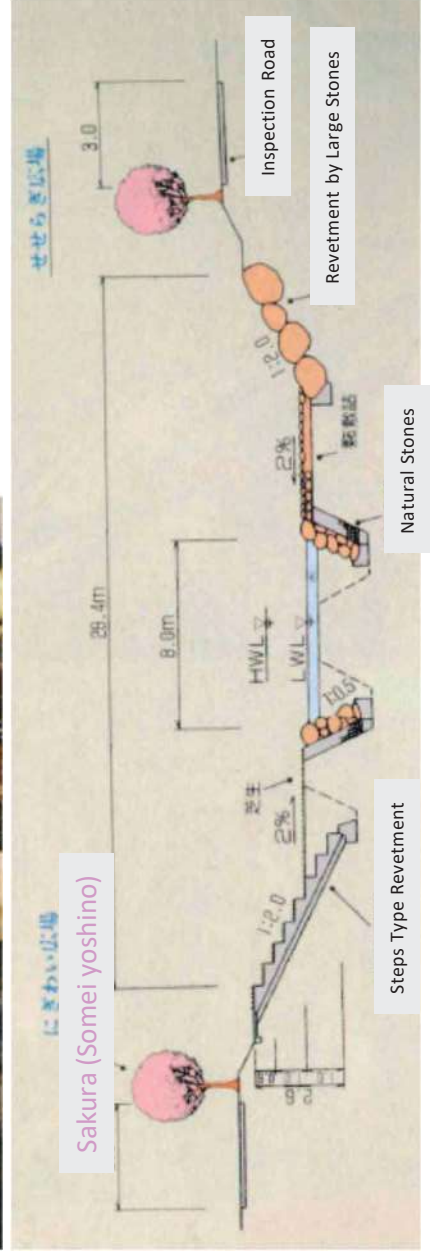 にぎわい広場
せせらぎ広場
Sakura (Somei yoshino)
28.4m
3.0
8.0m
HWL
LWL
芝生
2%
2%
1:2.0
1:0.5
1:2.0
Inspection Road
Revetment by Large Stones
Natural Stones
Steps Type Revetment